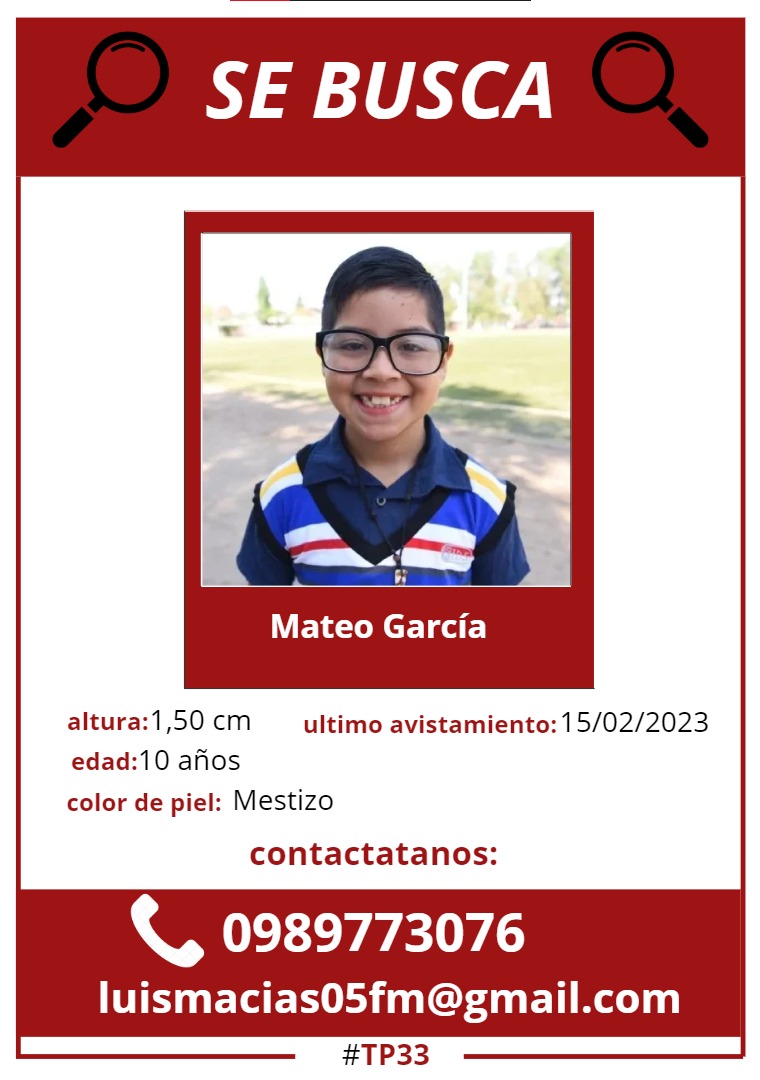 SE BUSCA
Mateo García
altura:1,50 cm
ultimo avistamiento:15/02/2023
edad:10 años
color de piel: Mestizo
contactatanos:
0989773076
luismacias05fm@gmail.com
#TP33